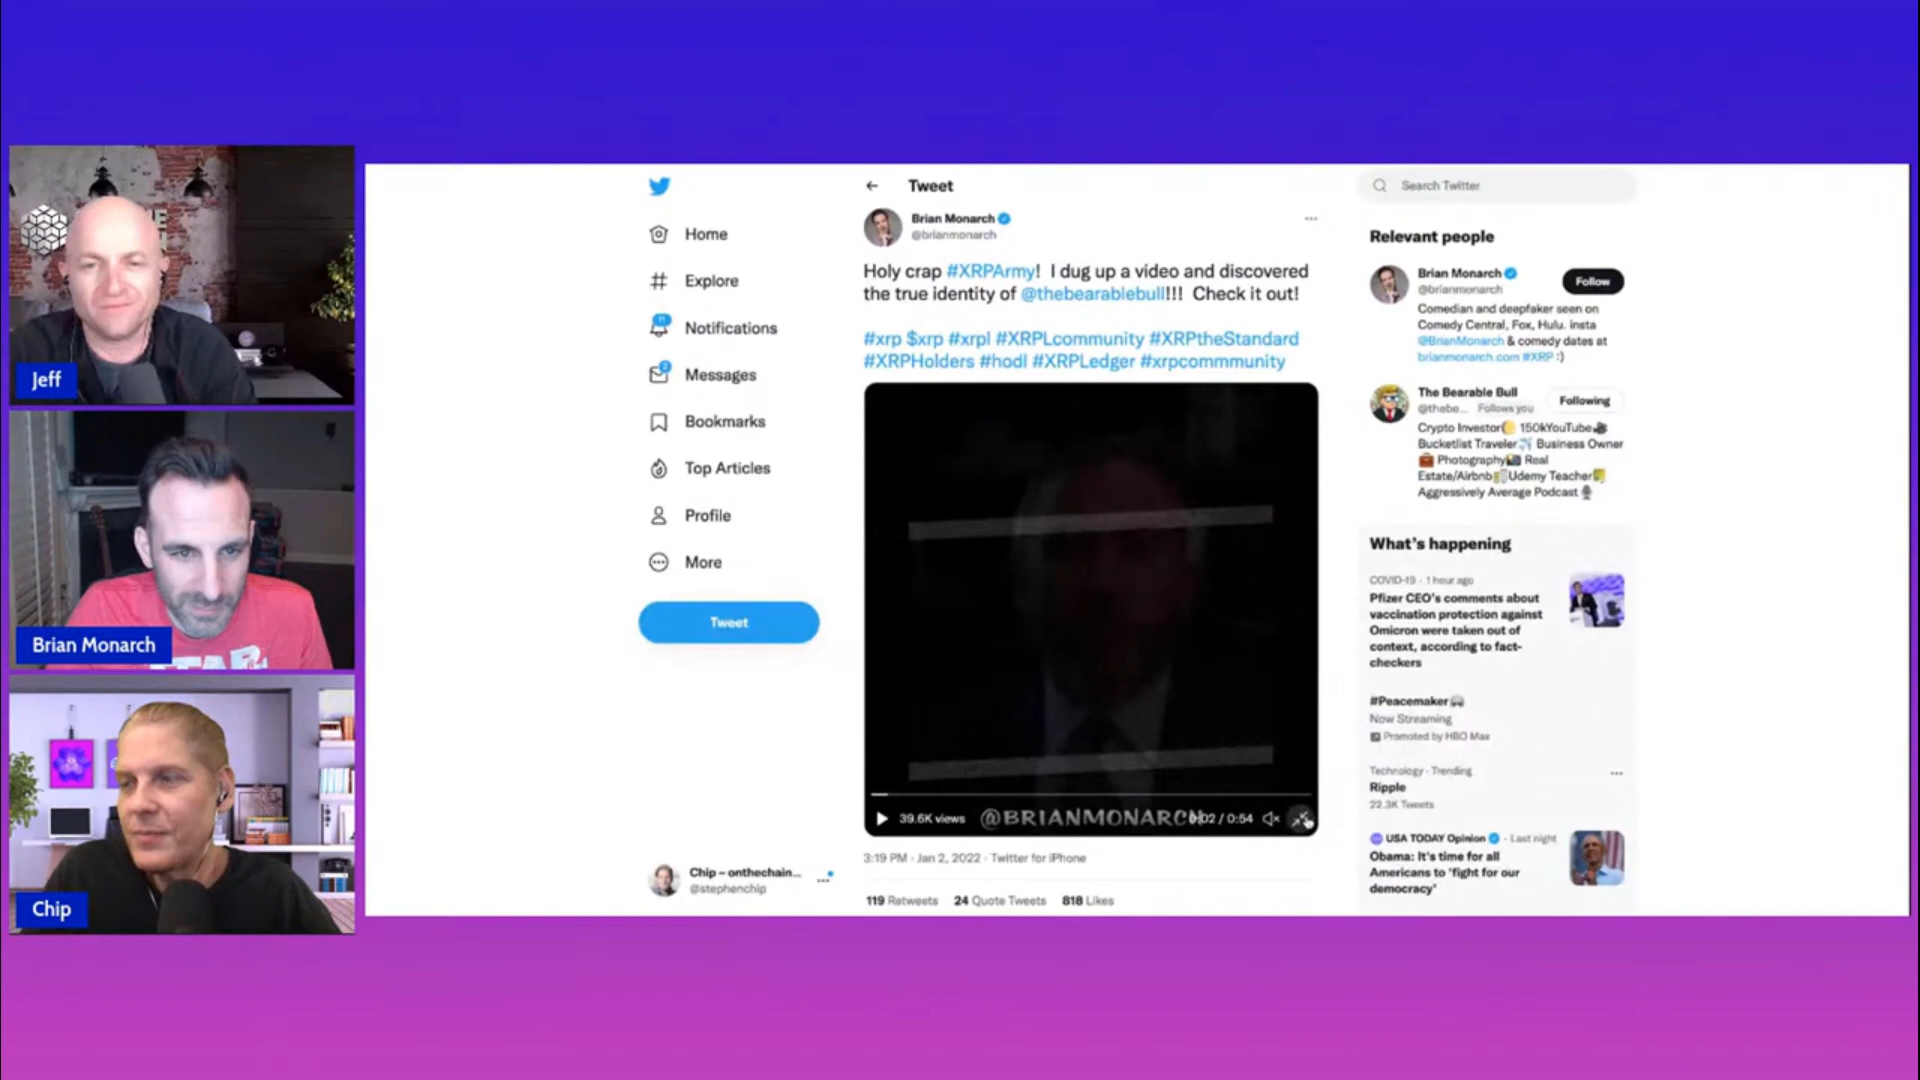 Jeff
Brian Monarch
Chip
Home
Explore
Notifications
Messages
Bookmarks
Top Articles
Profile
More
Tweet
Chip – onthechain...
@stephenchip
Tweet
Brian Monarch
@brianmonarch
Holy crap #XRPArmy! I dug up a video and discovered
the true identity of @thebearablebull!!! Check it out!
#xrp $xrp #xrpl #XRPLcommunity #XRPtheStandard
#XRPHolders #hodl #XRPLedger #xrpcommmunity
39.6K views
@BRIANMONARCH
0:02 / 0:54
3:19 PM · Jan 2, 2022 · Twitter for iPhone
119 Retweets 24 Quote Tweets 818 Likes
Search Twitter
Relevant people
Brian Monarch
@brianmonarch
Follow
Comedian and deepfaker seen on
Comedy Central, Fox, Hulu. insta
@BrianMonarch & comedy dates at
brianmonarch.com #XRP :)
The Bearable Bull
@thebe... Follows you
Following
Crypto Investor 150kYouTube
Bucketlist Traveler Business Owner
Photography Real
Estate/Airbnb Udemy Teacher
Aggressively Average Podcast
What's happening
COVID-19 · 1 hour ago
Pfizer CEO's comments about
vaccination protection against
Omicron were taken out of
context, according to fact-
checkers
#Peacemaker
Now Streaming
Promoted by HBO Max
Technology · Trending
Ripple
22.3K Tweets
USA TODAY Opinion · Last night
Obama: It's time for all
Americans to 'fight for our
democracy'